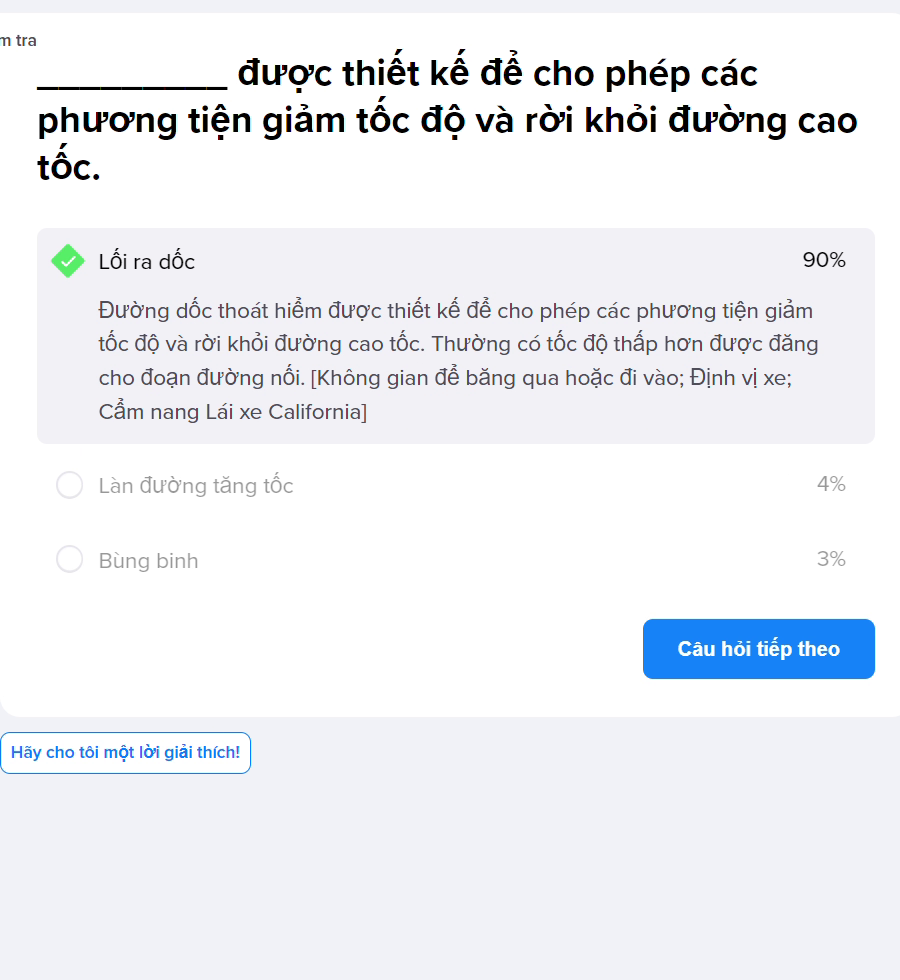 m tra
_________ được thiết kế để cho phép các
phương tiện giảm tốc độ và rời khỏi đường cao
tốc.
Lối ra dốc
90%
Đường dốc thoát hiểm được thiết kế để cho phép các phương tiện giảm
tốc độ và rời khỏi đường cao tốc. Thường có tốc độ thấp hơn được đăng
cho đoạn đường nối. [Không gian để băng qua hoặc đi vào; Định vị xe;
Cẩm nang Lái xe California]
Làn đường tăng tốc
4%
Bùng binh
3%
Câu hỏi tiếp theo
Hãy cho tôi một lời giải thích!